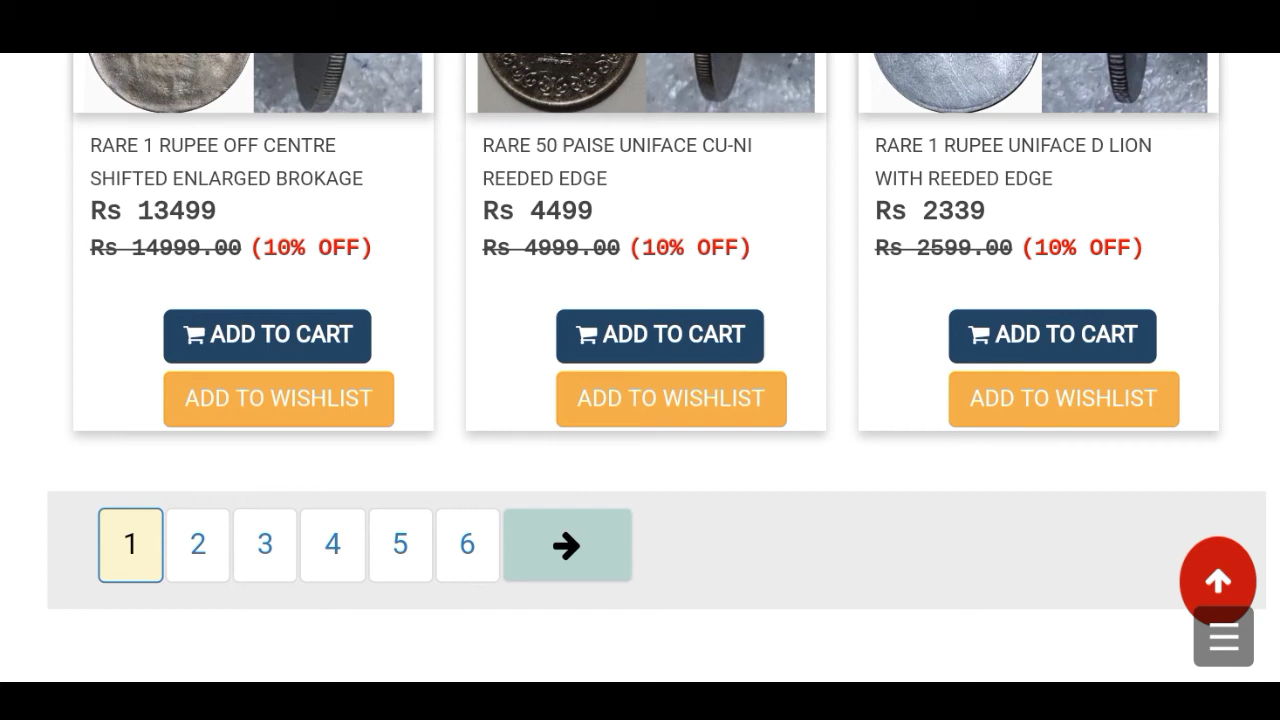 RARE 1 RUPEE OFF CENTRE
SHIFTED ENLARGED BROKAGE
Rs 13499
Rs 14999.00 (10% OFF)
ADD TO CART
ADD TO WISHLIST
RARE 50 PAISE UNIFACE CU-NI
REEDED EDGE
Rs 4499
Rs 4999.00 (10% OFF)
ADD TO CART
ADD TO WISHLIST
RARE 1 RUPEE UNIFACE D LION
WITH REEDED EDGE
Rs 2339
Rs 2599.00 (10% OFF)
ADD TO CART
ADD TO WISHLIST
1 2 3 4 5 6